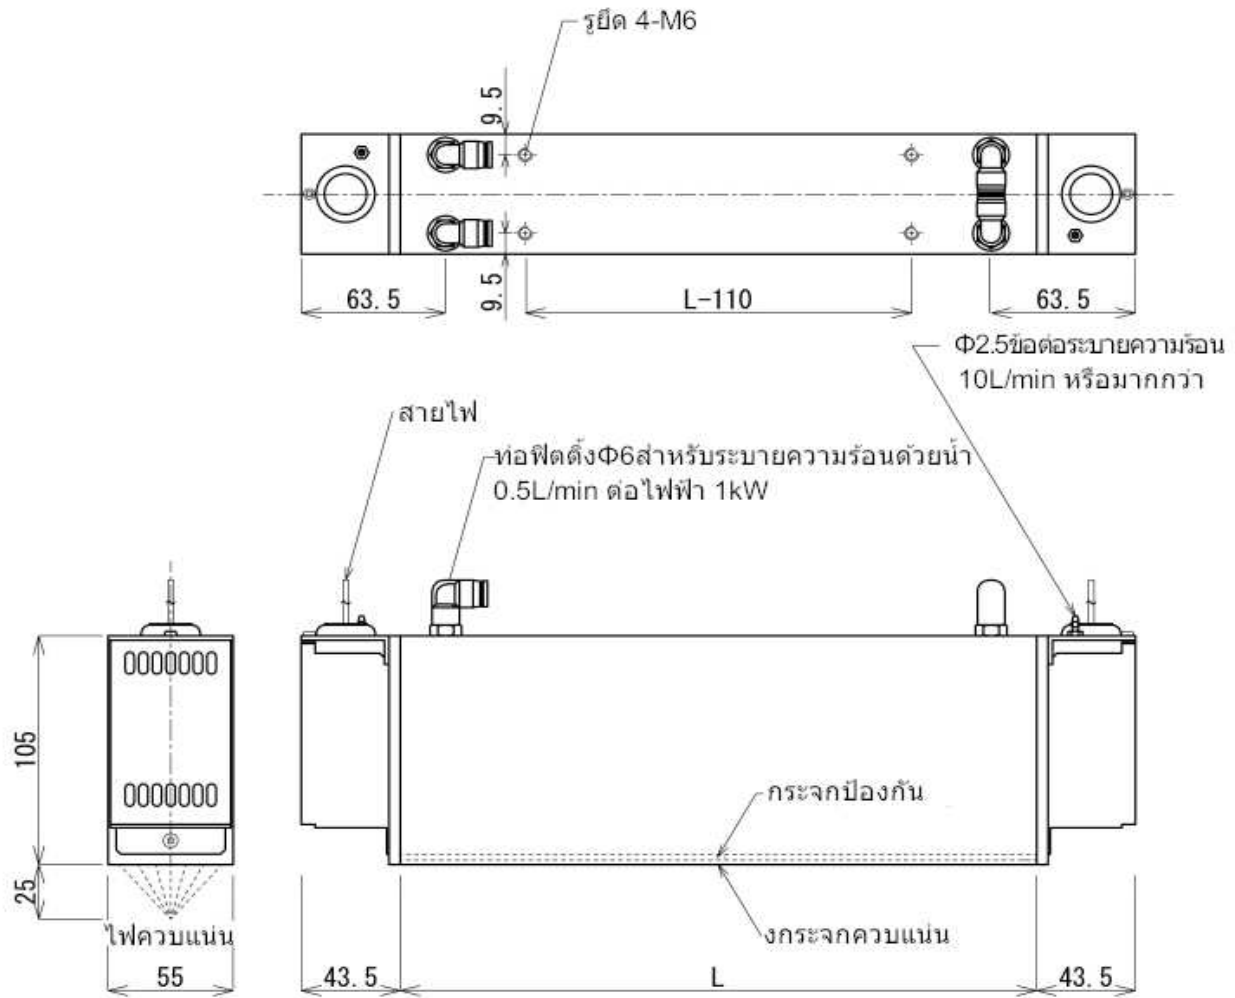 รูยึด 4-M6
9.5
9.5
63.5
L-110
63.5
Φ2.5ข้อต่อระบายความร้อน
10L/min หรือมากกว่า
สายไฟ
ท่อฟิตติ้งΦ6สำหรับระบายความร้อนด้วยน้ำ
0.5L/min ต่อไฟฟ้า 1kW
105
25
กระจกป้องกัน
ไฟควบแน่น
งกระจกควบแน่น
55
43.5
L
43.5